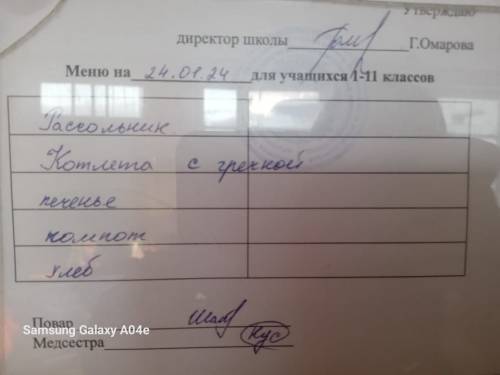 Утверждаю
директор школы Г.Омарова
Меню на 24.01.24 для учащихся 1-11 классов
Рассольник
Котлета с гречкой
печенье
компот
хлеб
Повар
Samsung Galaxy A04e
Медсестра